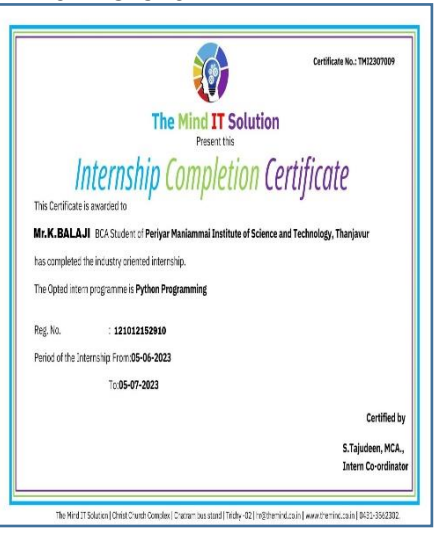 Certificate No.: TMI2307009
The Mind IT Solution
Present this
Internship Completion Certificate
This Certificate is awarded to
Mr.K.BALAJI BCA Student of Periyar Maniammai Institute of Science and Technology, Thanjavur
has completed the industry oriented internship.
The Opted intern programme is Python Programming
Reg. No. : 121012152910
Period of the Internship From:05-06-2023
To:05-07-2023
Certified by
S.Tajudeen, MCA.,
Intern Co-ordinator
The Mind IT Solution | Christ Church Complex | Chatram bus stand | Trichy -02 | hr@themind.co.in | www.themind.co.in | 0431-3562302.